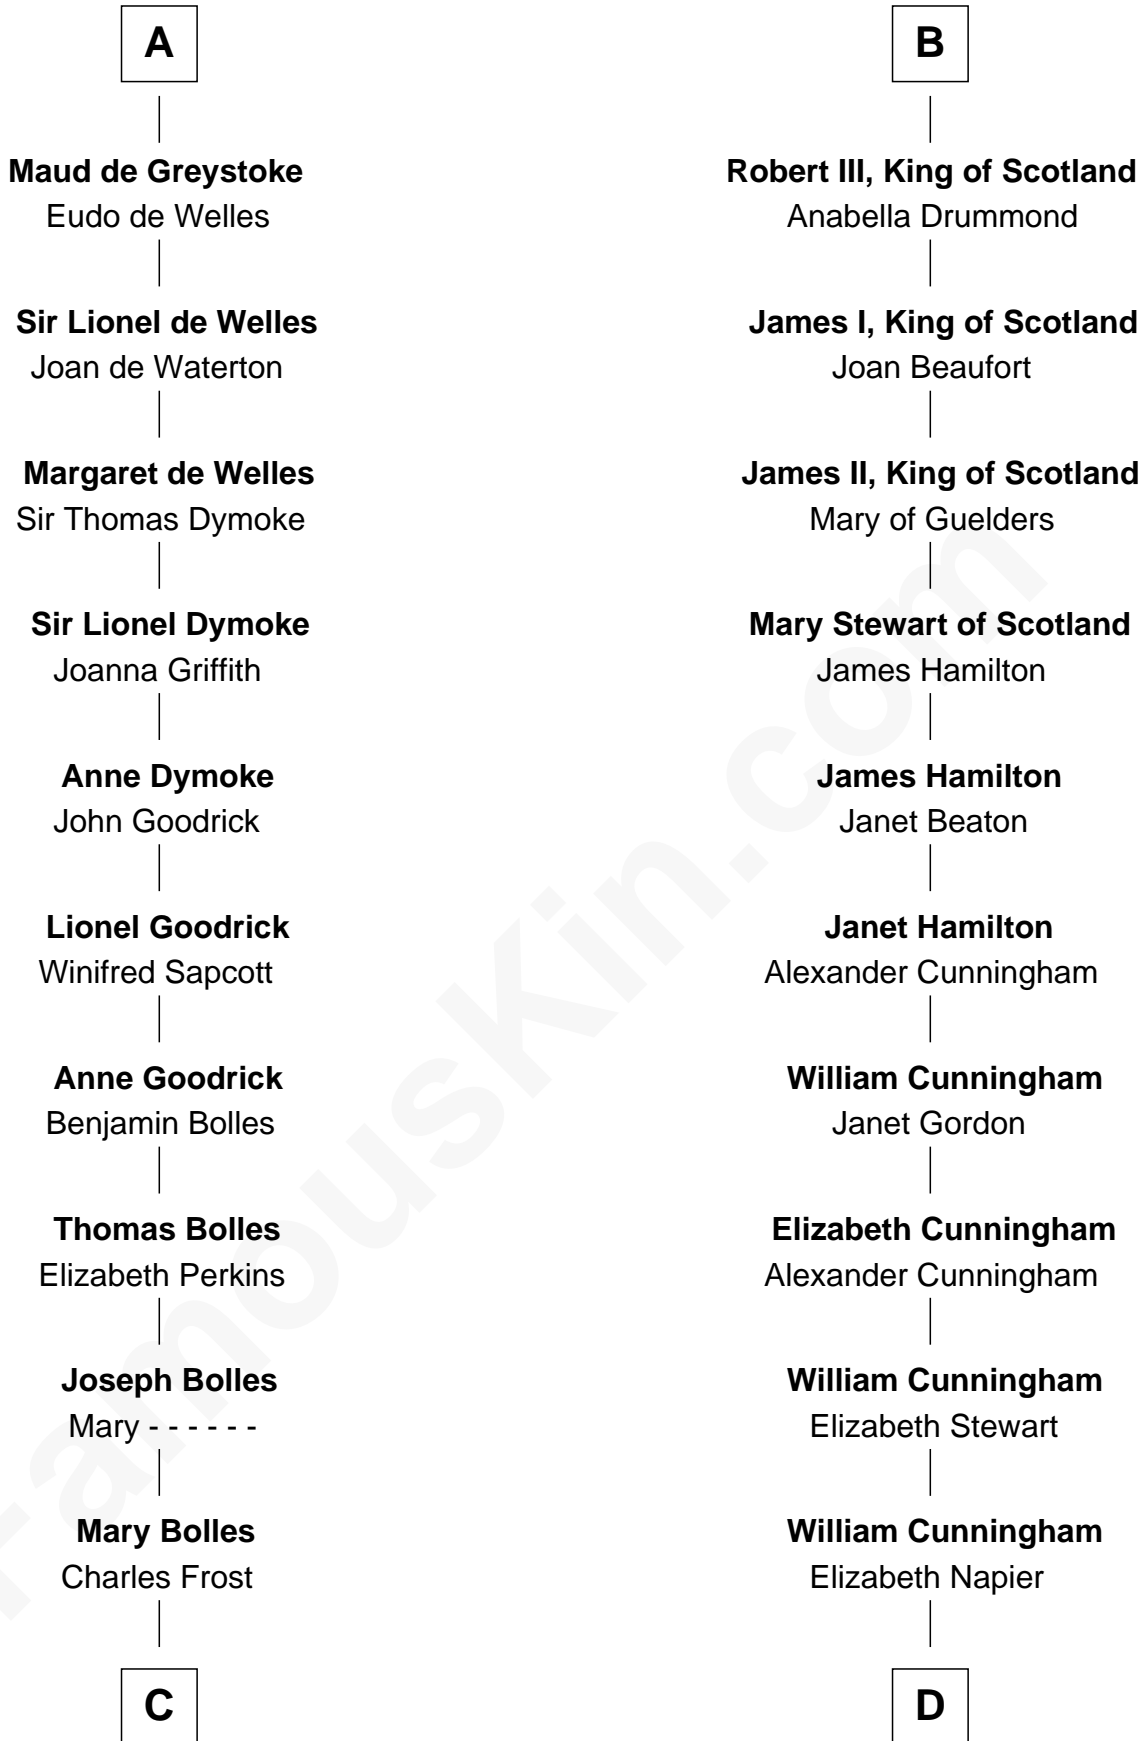 A
Maud de Greystoke
Eudo de Welles
Sir Lionel de Welles
Joan de Waterton
Margaret de Welles
Sir Thomas Dymoke
Sir Lionel Dymoke
Joanna Griffith
Anne Dymoke
John Goodrick
Lionel Goodrick
Winifred Sapcott
Anne Goodrick
Benjamin Bolles
Thomas Bolles
Elizabeth Perkins
Joseph Bolles
Mary - - - - - -
Mary Bolles
Charles Frost
C
B
Robert III, King of Scotland
Anabella Drummond
James I, King of Scotland
Joan Beaufort
James II, King of Scotland
Mary of Guelders
Mary Stewart of Scotland
James Hamilton
James Hamilton
Janet Beaton
Janet Hamilton
Alexander Cunningham
William Cunningham
Janet Gordon
Elizabeth Cunningham
Alexander Cunningham
William Cunningham
Elizabeth Stewart
William Cunningham
Elizabeth Napier
D
FamousKin.com